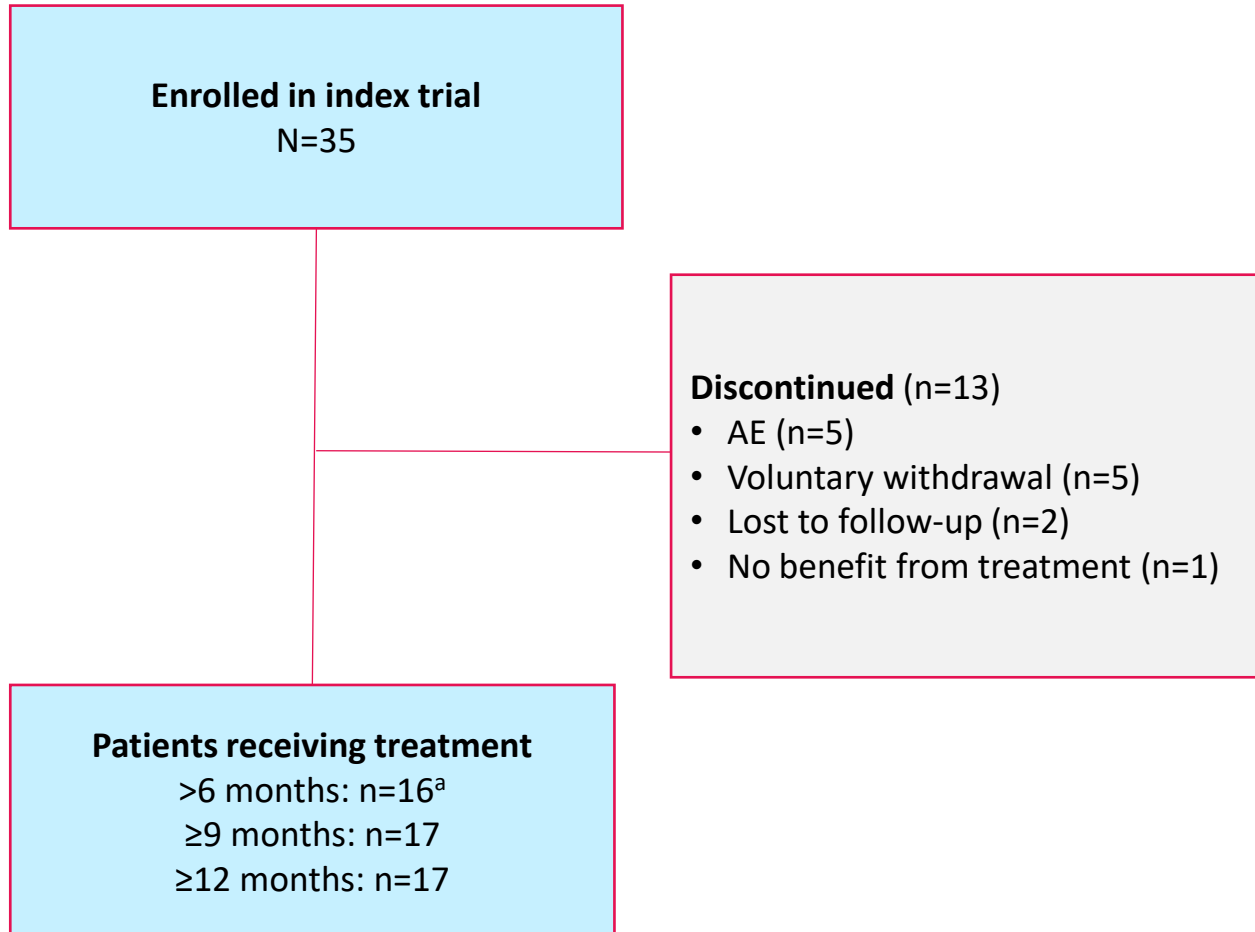 Enrolled in index trial
N=35
Discontinued (n=13)
• AE (n=5)
• Voluntary withdrawal (n=5)
• Lost to follow-up (n=2)
• No benefit from treatment (n=1)
Patients receiving treatment
>6 months: n=16ᵃ
≥9 months: n=17
≥12 months: n=17